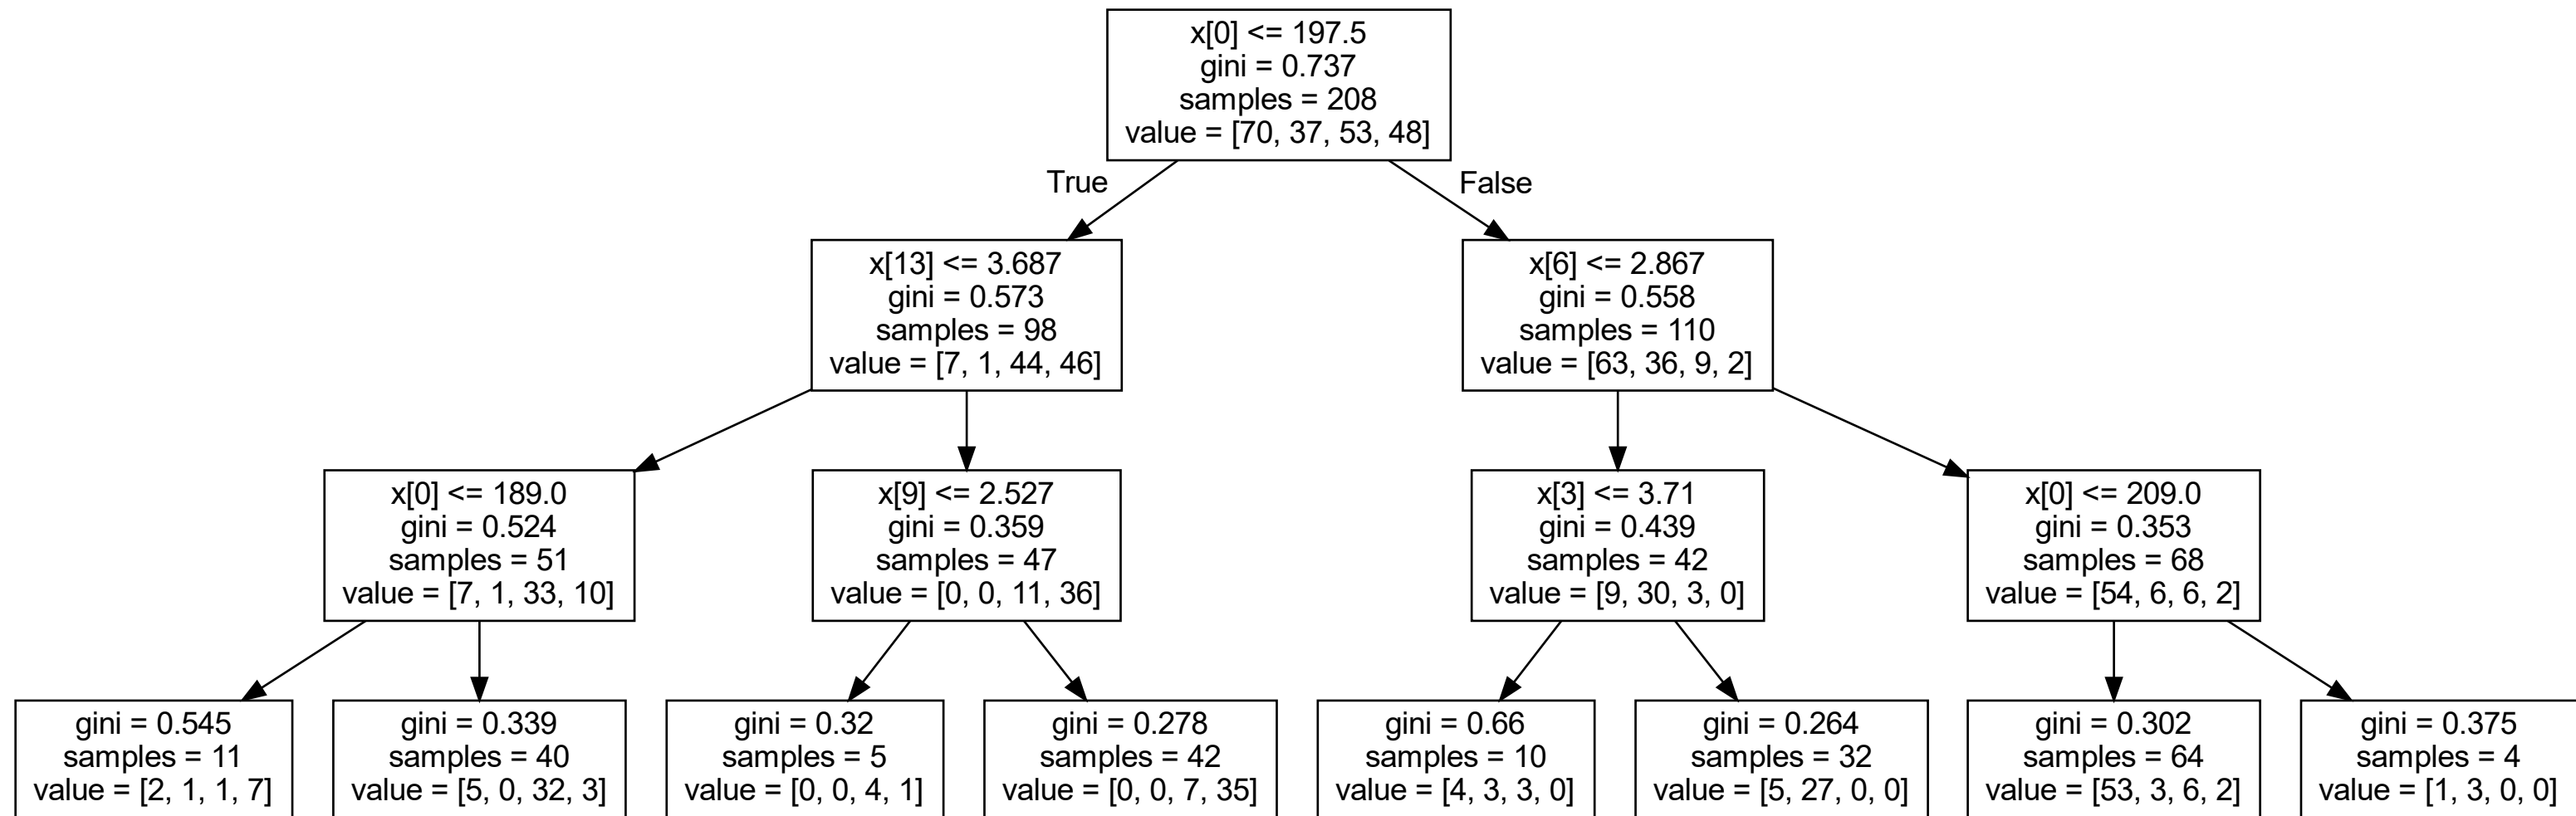 x[0] <= 197.5
gini = 0.737
samples = 208
value = [70, 37, 53, 48]
True
False
x[13] <= 3.687
gini = 0.573
samples = 98
value = [7, 1, 44, 46]
x[6] <= 2.867
gini = 0.558
samples = 110
value = [63, 36, 9, 2]
x[0] <= 189.0
gini = 0.524
samples = 51
value = [7, 1, 33, 10]
x[9] <= 2.527
gini = 0.359
samples = 47
value = [0, 0, 11, 36]
x[3] <= 3.71
gini = 0.439
samples = 42
value = [9, 30, 3, 0]
x[0] <= 209.0
gini = 0.353
samples = 68
value = [54, 6, 6, 2]
gini = 0.545
samples = 11
value = [2, 1, 1, 7]
gini = 0.339
samples = 40
value = [5, 0, 32, 3]
gini = 0.32
samples = 5
value = [0, 0, 4, 1]
gini = 0.278
samples = 42
value = [0, 0, 7, 35]
gini = 0.66
samples = 10
value = [4, 3, 3, 0]
gini = 0.264
samples = 32
value = [5, 27, 0, 0]
gini = 0.302
samples = 64
value = [53, 3, 6, 2]
gini = 0.375
samples = 4
value = [1, 3, 0, 0]